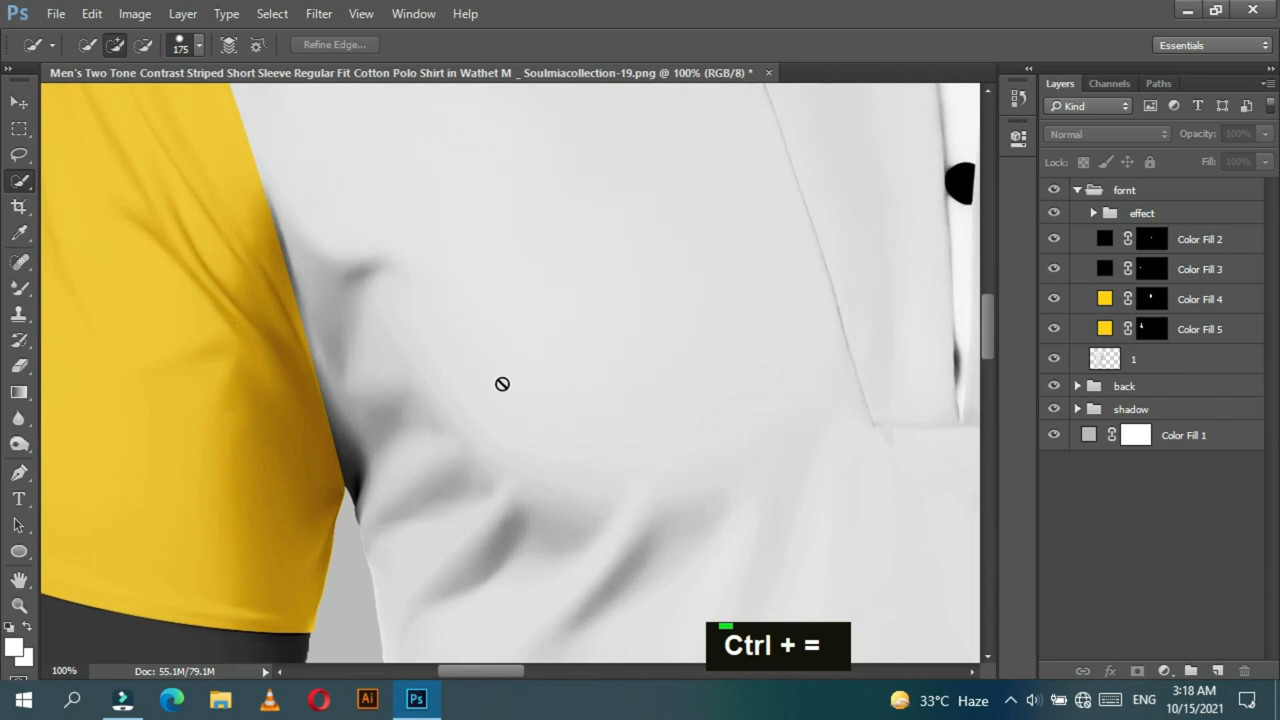 Ps File Edit Image Layer Type Select Filter View Window Help
175 Refine Edge... Essentials
Men's Two Tone Contrast Striped Short Sleeve Regular Fit Cotton Polo Shirt in Wathet M _ Soulmiacollection-19.png @ 100% (RGB/8) * ×
Layers Channels Paths
Kind
Normal Opacity: 100%
Lock: Fill: 100%
fornt
effect
Color Fill 2
Color Fill 3
Color Fill 4
Color Fill 5
1
back
shadow
Color Fill 1
T
Ctrl + =
100% Doc: 55.1M/79.1M
fx
Ai Ps 33°C Haze ENG 3:18 AM
10/15/2021